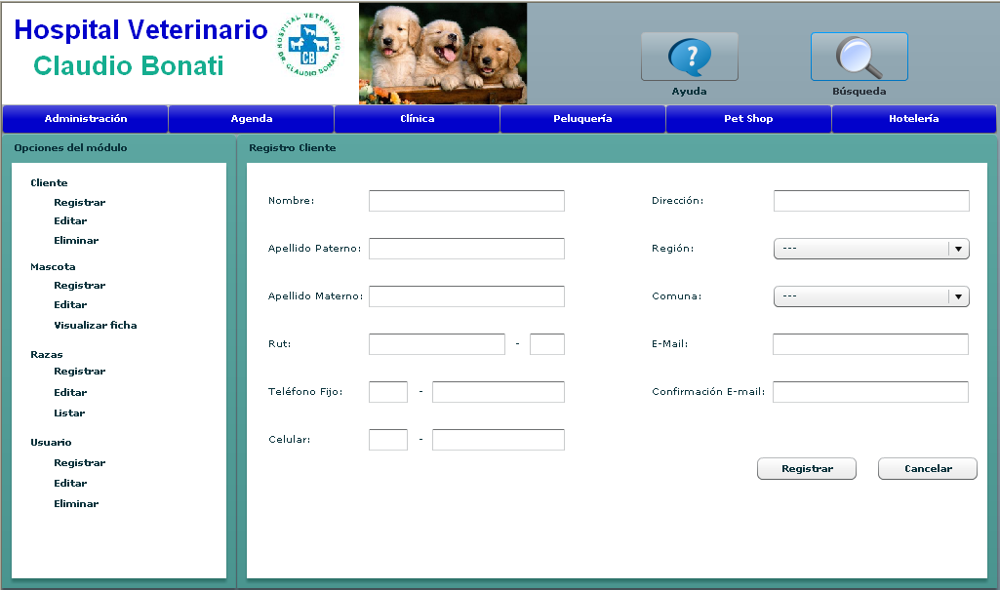 Hospital Veterinario
Claudio Bonati
HOSPITAL VETERINARIO
DR. CLAUDIO BONATI
CB
?
Ayuda
Búsqueda
Administración
Agenda
Clínica
Peluquería
Pet Shop
Hotelería
Opciones del módulo
Cliente
Registrar
Editar
Eliminar
Mascota
Registrar
Editar
Visualizar ficha
Razas
Registrar
Editar
Listar
Usuario
Registrar
Editar
Eliminar
Registro Cliente
Nombre:
Apellido Paterno:
Apellido Materno:
Rut: -
Teléfono Fijo: -
Celular: -
Dirección:
Región: ---
Comuna: ---
E-Mail:
Confirmación E-mail:
Registrar
Cancelar